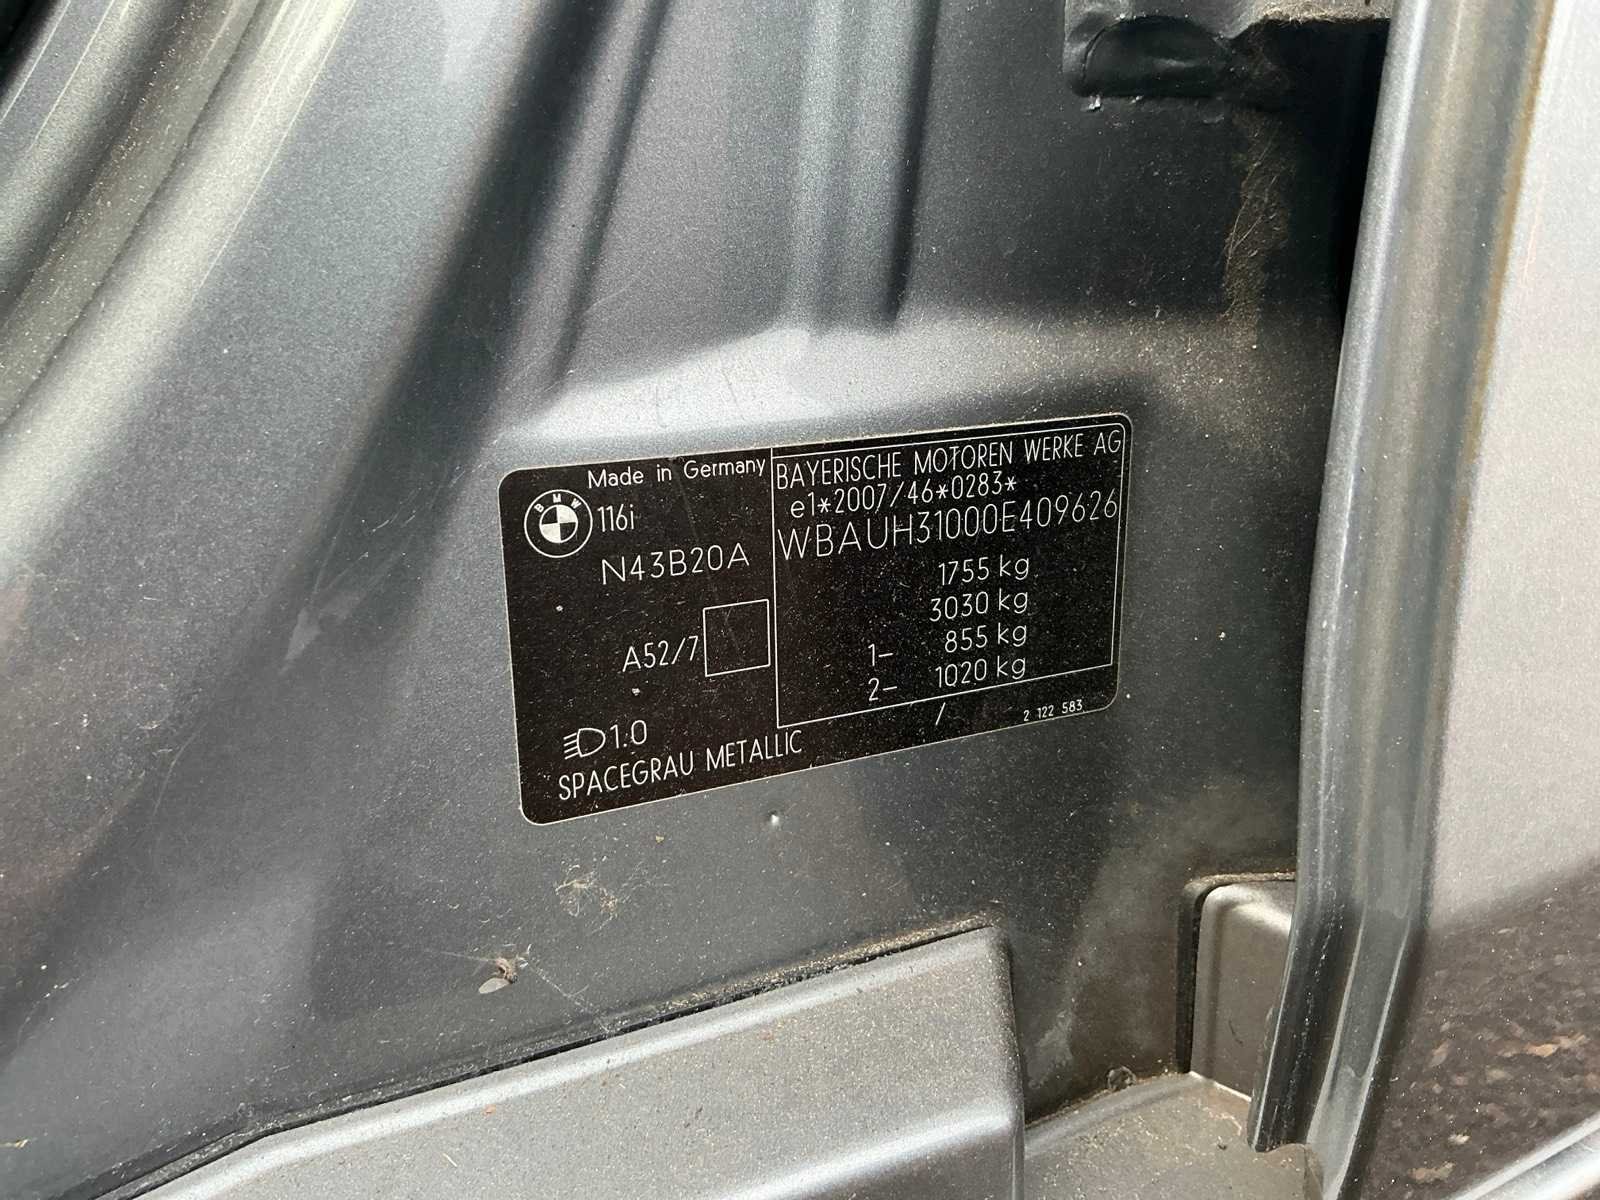 Made in Germany
BMW
116i
N43B20A
A52/7
1.0
SPACEGRAU METALLIC
BAYERISCHE MOTOREN WERKE AG
e1*2007/46*0283*
WBAUH31000E409626
1755 kg
3030 kg
1- 855 kg
2- 1020 kg
/ 2 122 583